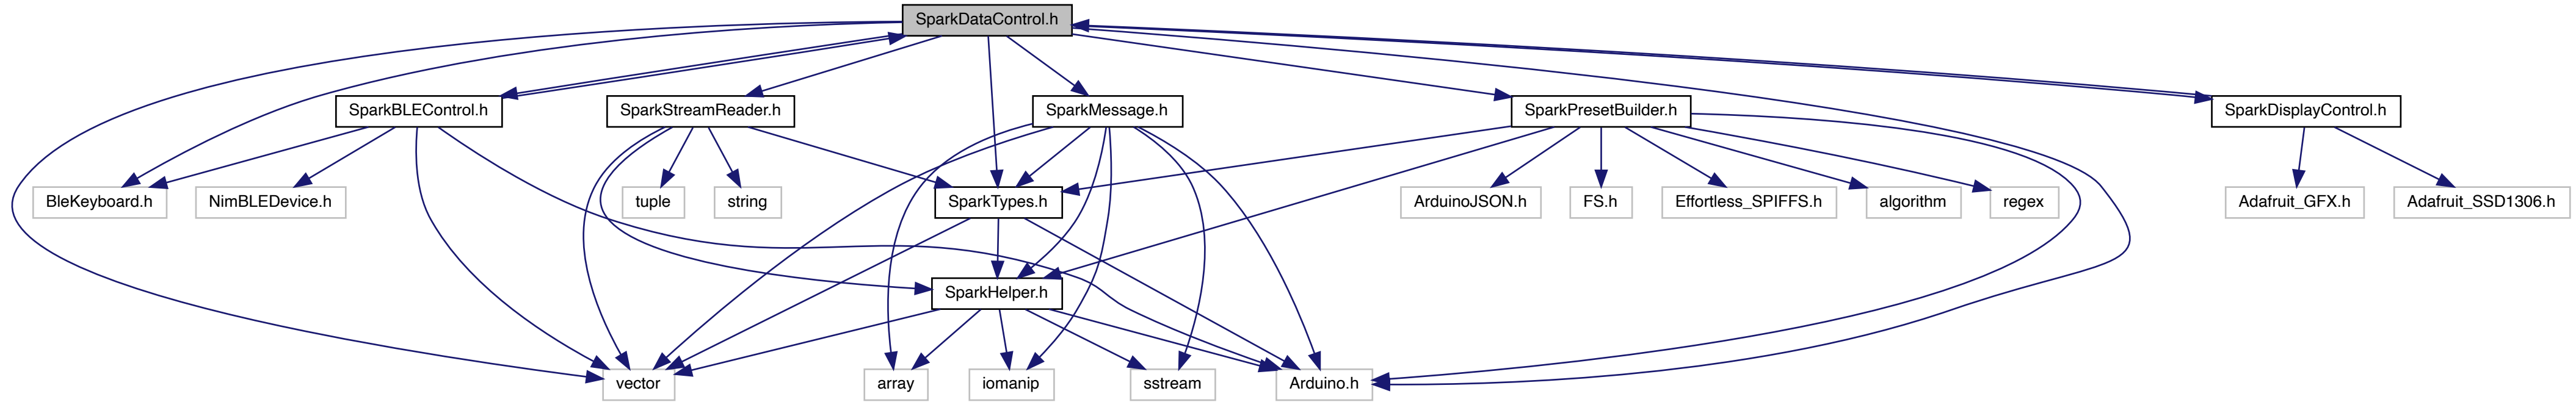 SparkDataControl.h
SparkBLEControl.h
SparkStreamReader.h
SparkMessage.h
SparkPresetBuilder.h
SparkDisplayControl.h
BleKeyboard.h
NimBLEDevice.h
tuple
string
SparkTypes.h
ArduinoJSON.h
FS.h
Effortless_SPIFFS.h
algorithm
regex
Adafruit_GFX.h
Adafruit_SSD1306.h
SparkHelper.h
vector
array
iomanip
sstream
Arduino.h